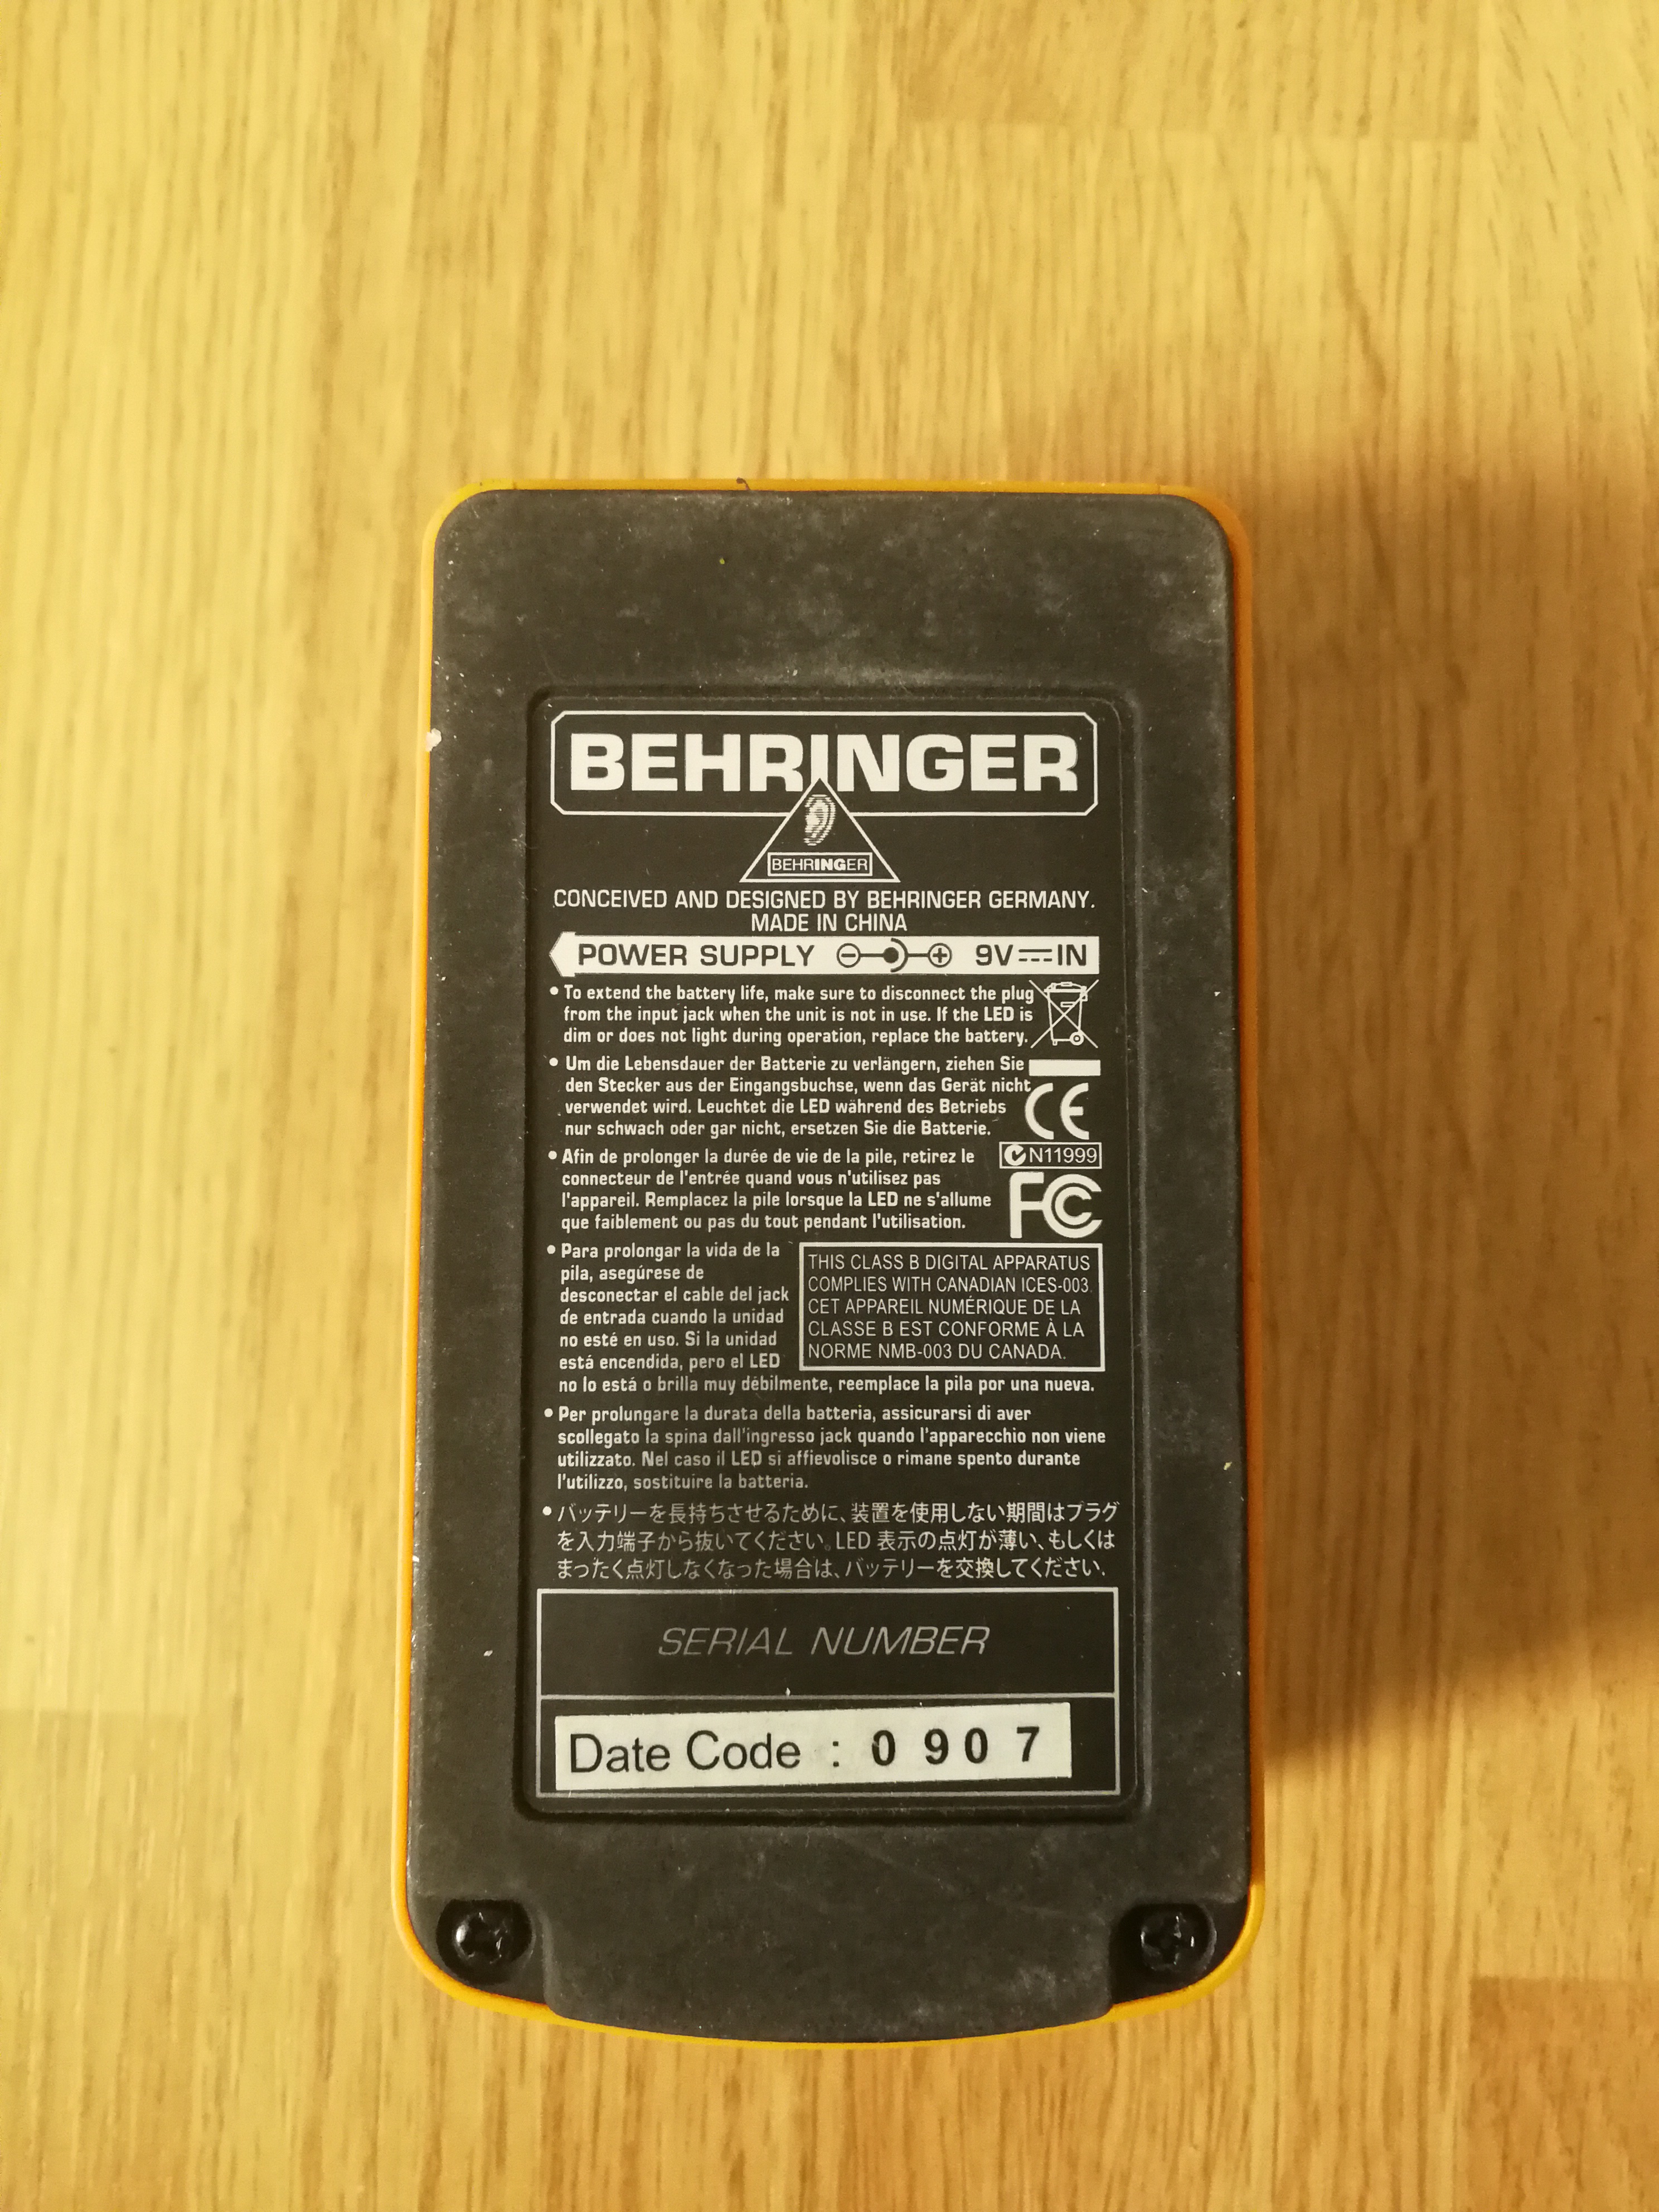 BEHRINGER
BEHRINGER
CONCEIVED AND DESIGNED BY BEHRINGER GERMANY.
MADE IN CHINA
POWER SUPPLY 9V IN
• To extend the battery life, make sure to disconnect the plug
from the input jack when the unit is not in use. If the LED is
dim or does not light during operation, replace the battery.
• Um die Lebensdauer der Batterie zu verlängern, ziehen Sie
den Stecker aus der Eingangsbuchse, wenn das Gerät nicht
verwendet wird. Leuchtet die LED während des Betriebs
nur schwach oder gar nicht, ersetzen Sie die Batterie.
CE
N11999
FC
• Afin de prolonger la durée de vie de la pile, retirez le
connecteur de l'entrée quand vous n'utilisez pas
l'appareil. Remplacez la pile lorsque la LED ne s'allume
que faiblement ou pas du tout pendant l'utilisation.
• Para prolongar la vida de la
pila, asegúrese de
desconectar el cable del jack
de entrada cuando la unidad
no esté en uso. Si la unidad
está encendida, pero el LED
no lo está o brilla muy débilmente, reemplace la pila por una nueva.
THIS CLASS B DIGITAL APPARATUS
COMPLIES WITH CANADIAN ICES-003.
CET APPAREIL NUMÉRIQUE DE LA
CLASSE B EST CONFORME À LA
NORME NMB-003 DU CANADA.
• Per prolungare la durata della batteria, assicurarsi di aver
scollegato la spina dall'ingresso jack quando l'apparecchio non viene
utilizzato. Nel caso il LED si affievolisce o rimane spento durante
l'utilizzo, sostituire la batteria.
• バッテリーを長持ちさせるために、装置を使用しない期間はプラグ
を入力端子から抜いてください。LED 表示の点灯が薄い、もしくは
まったく点灯しなくなった場合は、バッテリーを交換してください.
SERIAL NUMBER
Date Code : 0 9 0 7